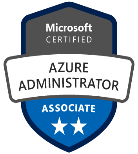 Microsoft
CERTIFIED
AZURE
ADMINISTRATOR
ASSOCIATE